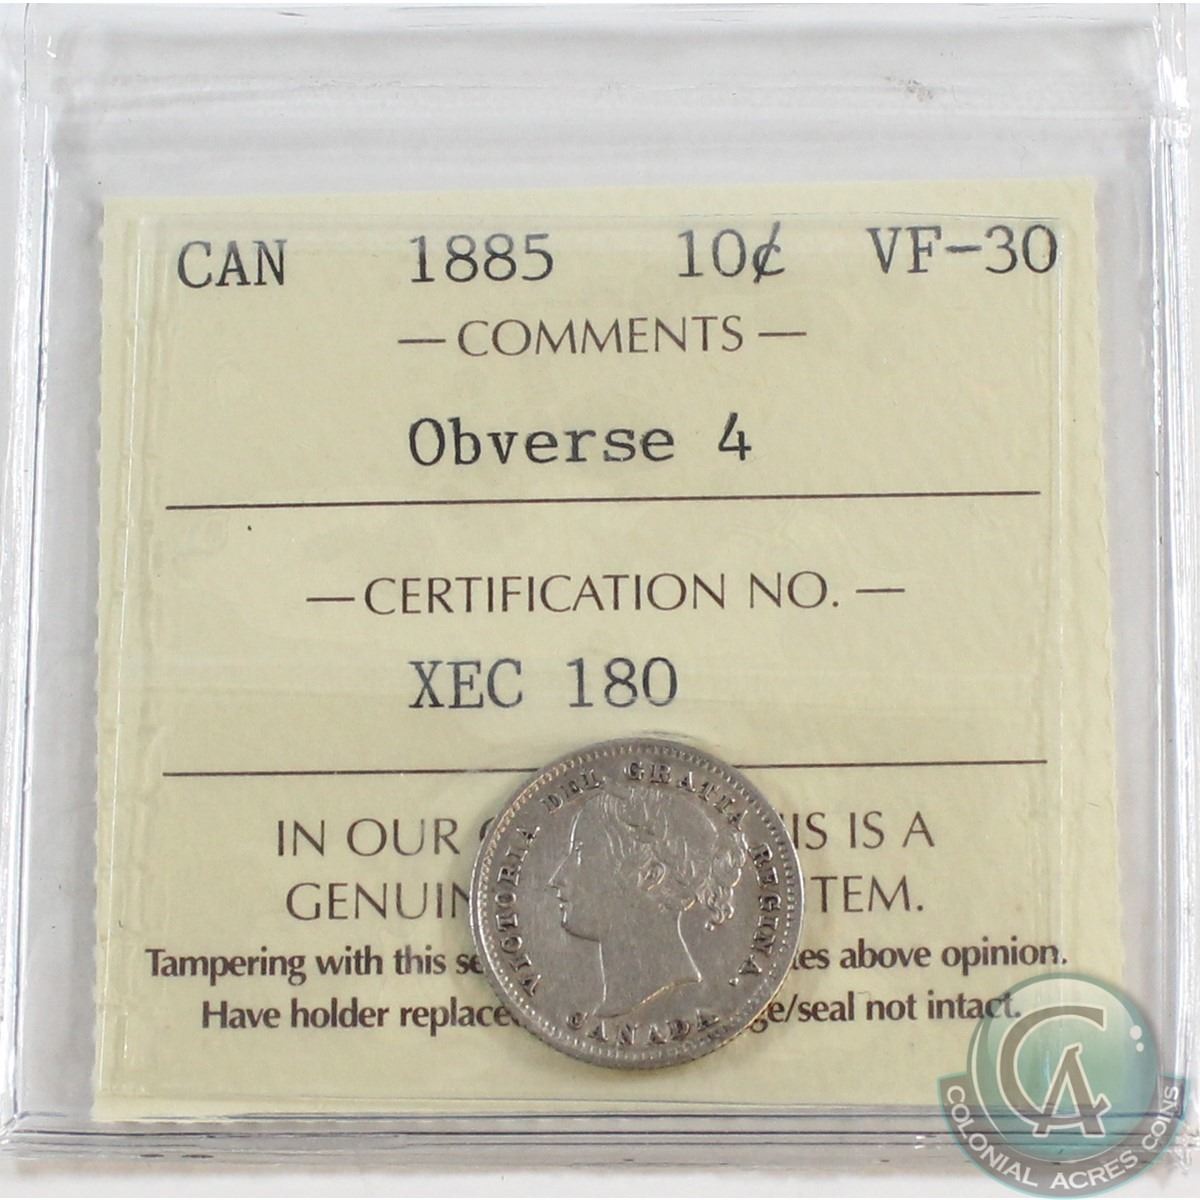 CAN 1885 10¢ VF-30
— COMMENTS —
Obverse 4
— CERTIFICATION NO. —
XEC 180
IN OUR IS IS A
GENUIN TEM.
Tampering with this se es above opinion.
Have holder replace ge/seal not intact.
VICTORIA DEI GRATIA REGINA.
CANADA
CA
COLONIAL ACRES COINS